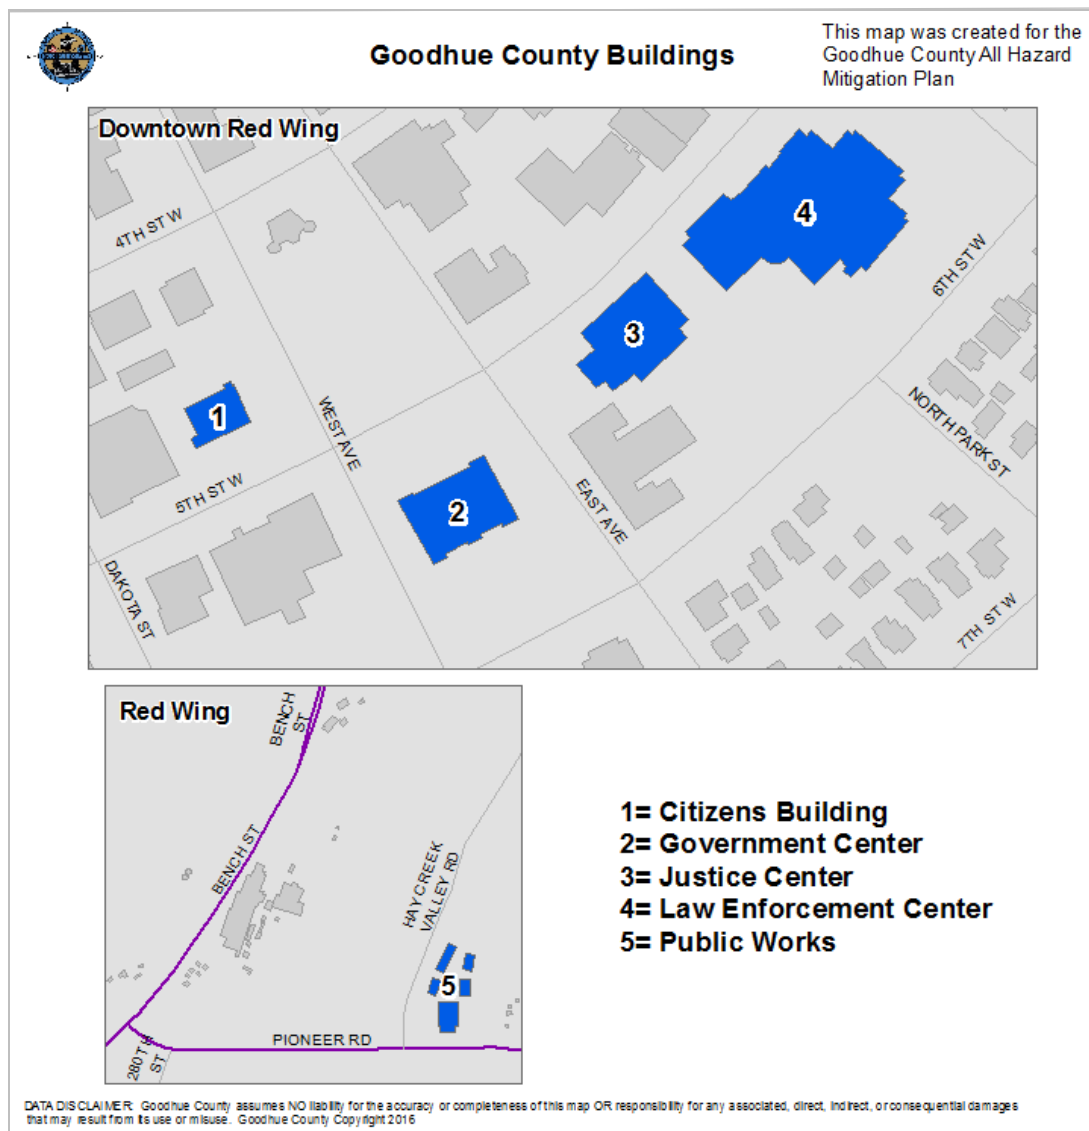 Goodhue County Buildings
This map was created for the
Goodhue County All Hazard
Mitigation Plan
Downtown Red Wing
4TH ST W
4
6TH ST W
3
NORTH PARK ST
1
WEST AVE
5TH ST W
2
EAST AVE
DAKOTA ST
7TH ST W
Red Wing
BENCH
ST
BENCH ST
HAYCREEK
VALLEY RD
5
PIONEER RD
280TH
ST
1= Citizens Building
2= Government Center
3= Justice Center
4= Law Enforcement Center
5= Public Works
DATA DISCLAIMER: Goodhue County assumes NO liability for the accuracy or completeness of this map OR responsibility for any associated, direct, indirect, or consequential damages
that may result from its use or misuse. Goodhue County Copyright 2016